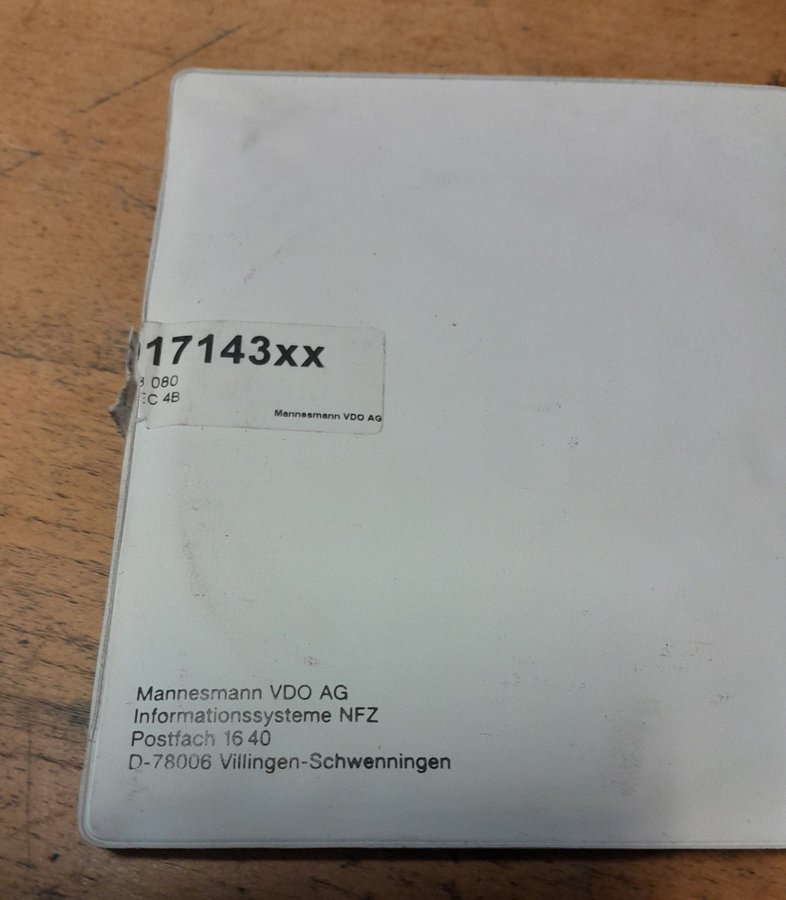 17143xx
080
4B
Mannesmann VDO AG
Mannesmann VDO AG
Informationssysteme NFZ
Postfach 16 40
D-78006 Villingen-Schwenningen